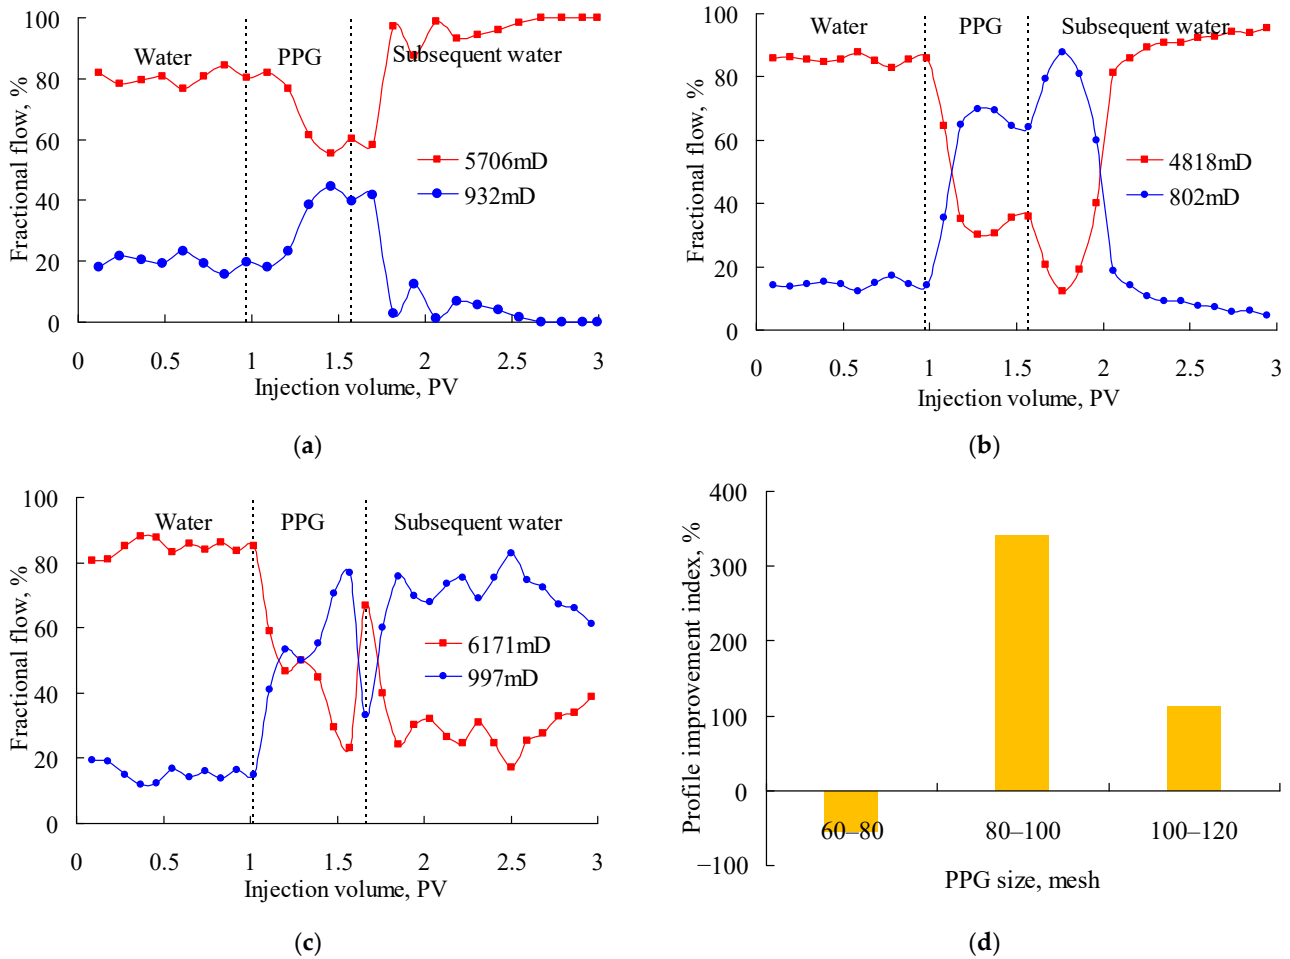 100
80
60
40
20
0
Fractional flow, %
Water
PPG
Subsequent water
5706mD
932mD
0 0.5 1 1.5 2 2.5 3
Injection volume, PV
(a)
100
80
60
40
20
0
Fractional flow, %
Water
PPG
Subsequent water
4818mD
802mD
0 0.5 1 1.5 2 2.5 3
Injection volume, PV
(b)
100
80
60
40
20
0
Fractional flow, %
Water
PPG
Subsequent water
6171mD
997mD
0 0.5 1 1.5 2 2.5 3
Injection volume, PV
(c)
400
300
200
100
0
−100
Profile improvement index, %
60–80 80–100 100–120
PPG size, mesh
(d)